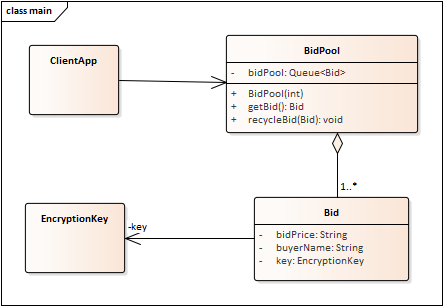 class main
ClientApp
BidPool
- bidPool: Queue<Bid>
+ BidPool(int)
+ getBid(): Bid
+ recycleBid(Bid): void
1..*
EncryptionKey
-key
Bid
- bidPrice: String
- buyerName: String
- key: EncryptionKey